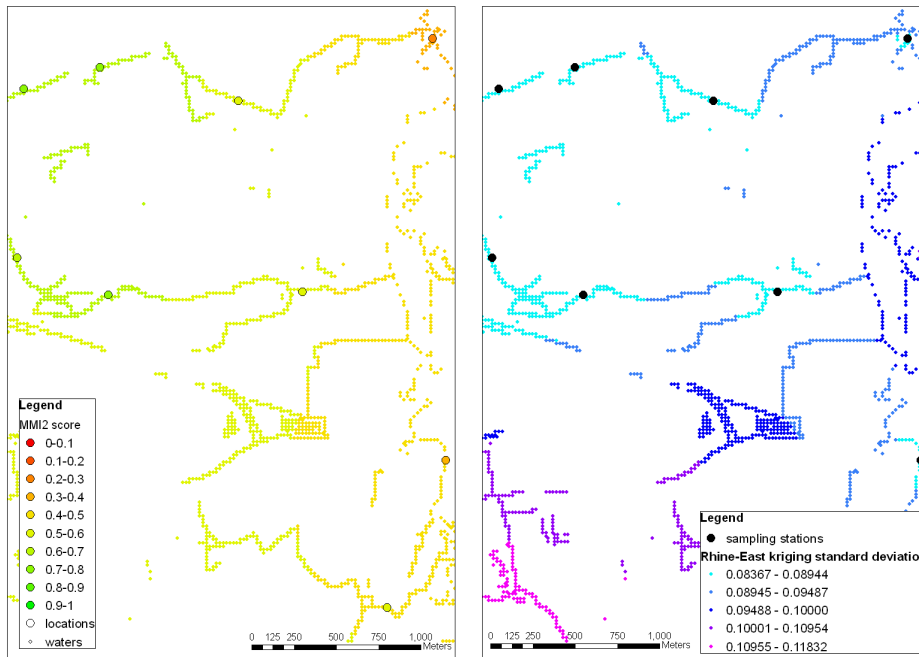 Legend
MMI2 score
0-0.1
0.1-0.2
0.2-0.3
0.3-0.4
0.4-0.5
0.5-0.6
0.6-0.7
0.7-0.8
0.8-0.9
0.9-1
locations
waters
0 125 250 500 750 1,000
Meters
Legend
sampling stations
Rhine-East kriging standard deviatio
0.08367 - 0.08944
0.08945 - 0.09487
0.09488 - 0.10000
0.10001 - 0.10954
0.10955 - 0.11832
0 125 250 500 750 1,000
Meters